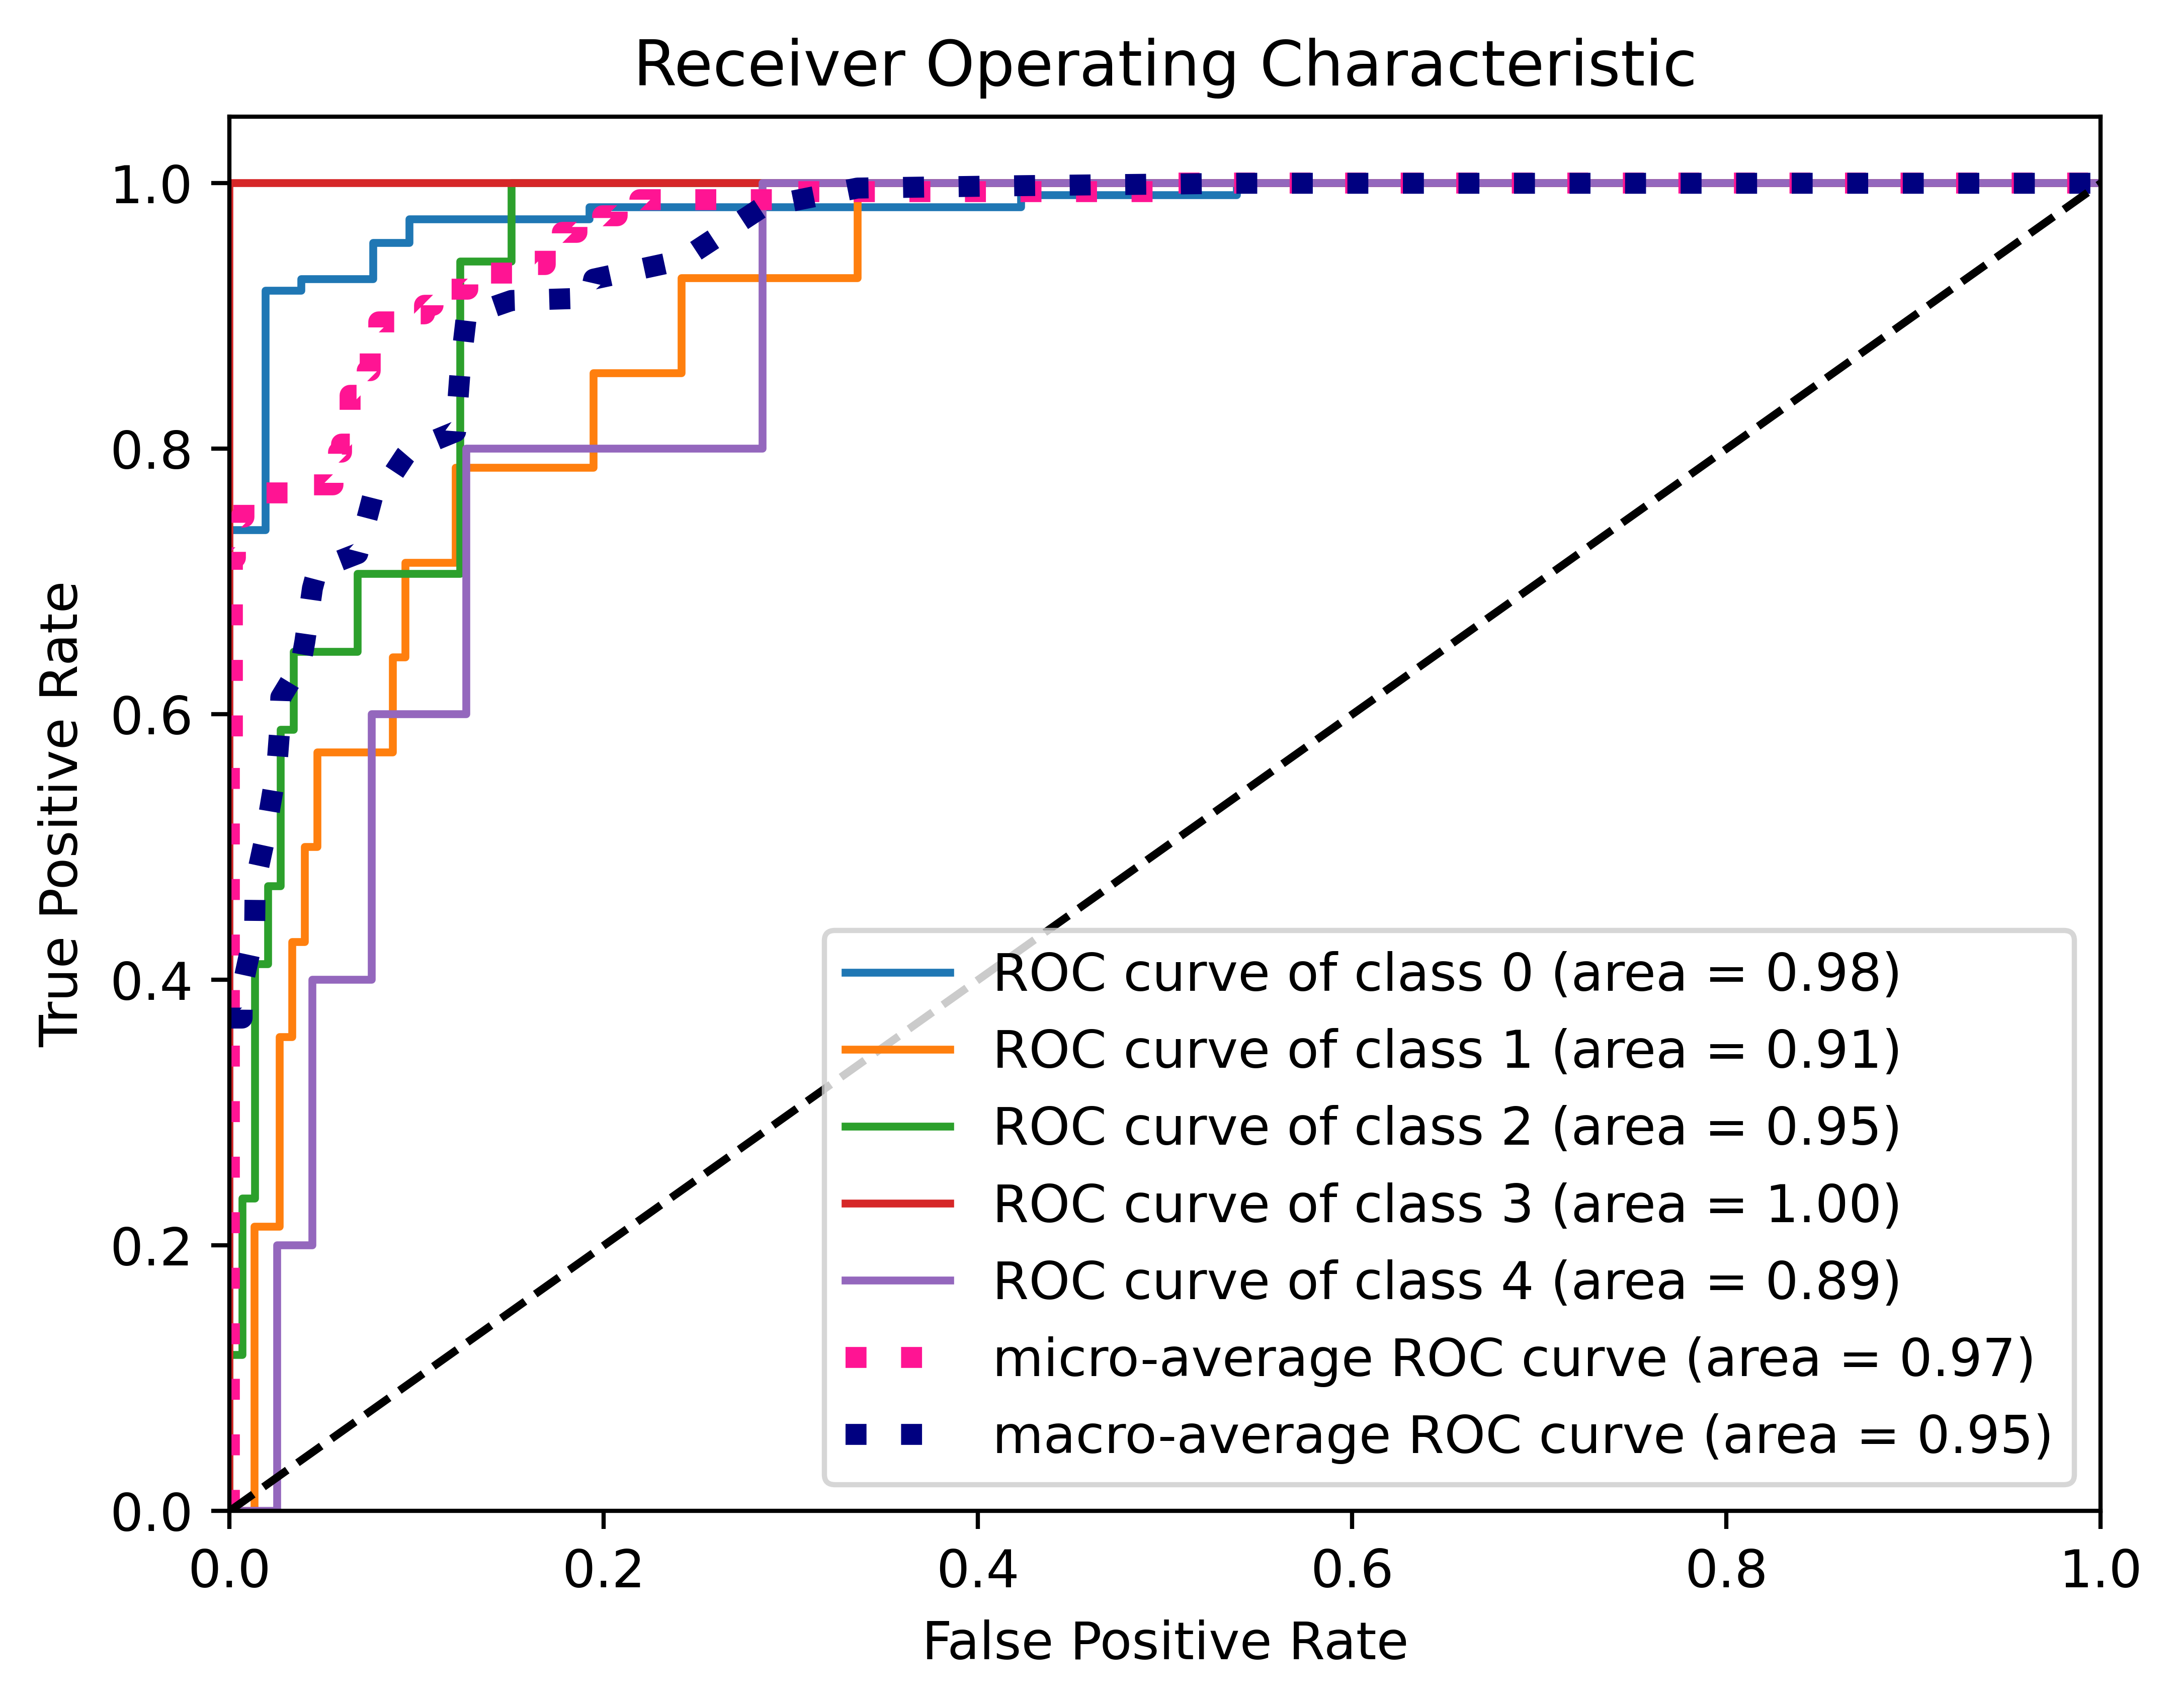 Receiver Operating Characteristic
True Positive Rate
1.0
0.8
0.6
0.4
0.2
0.0
ROC curve of class 0 (area = 0.98)
ROC curve of class 1 (area = 0.91)
ROC curve of class 2 (area = 0.95)
ROC curve of class 3 (area = 1.00)
ROC curve of class 4 (area = 0.89)
micro-average ROC curve (area = 0.97)
macro-average ROC curve (area = 0.95)
0.0 0.2 0.4 0.6 0.8 1.0
False Positive Rate